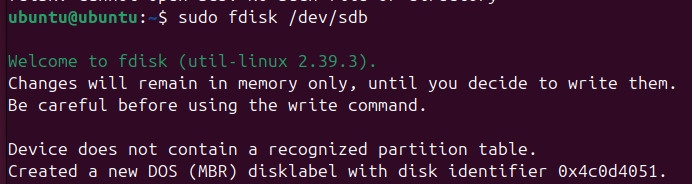 ubuntu@ubuntu:~$ sudo fdisk /dev/sdb
Welcome to fdisk (util-linux 2.39.3).
Changes will remain in memory only, until you decide to write them.
Be careful before using the write command.
Device does not contain a recognized partition table.
Created a new DOS (MBR) disklabel with disk identifier 0x4c0d4051.